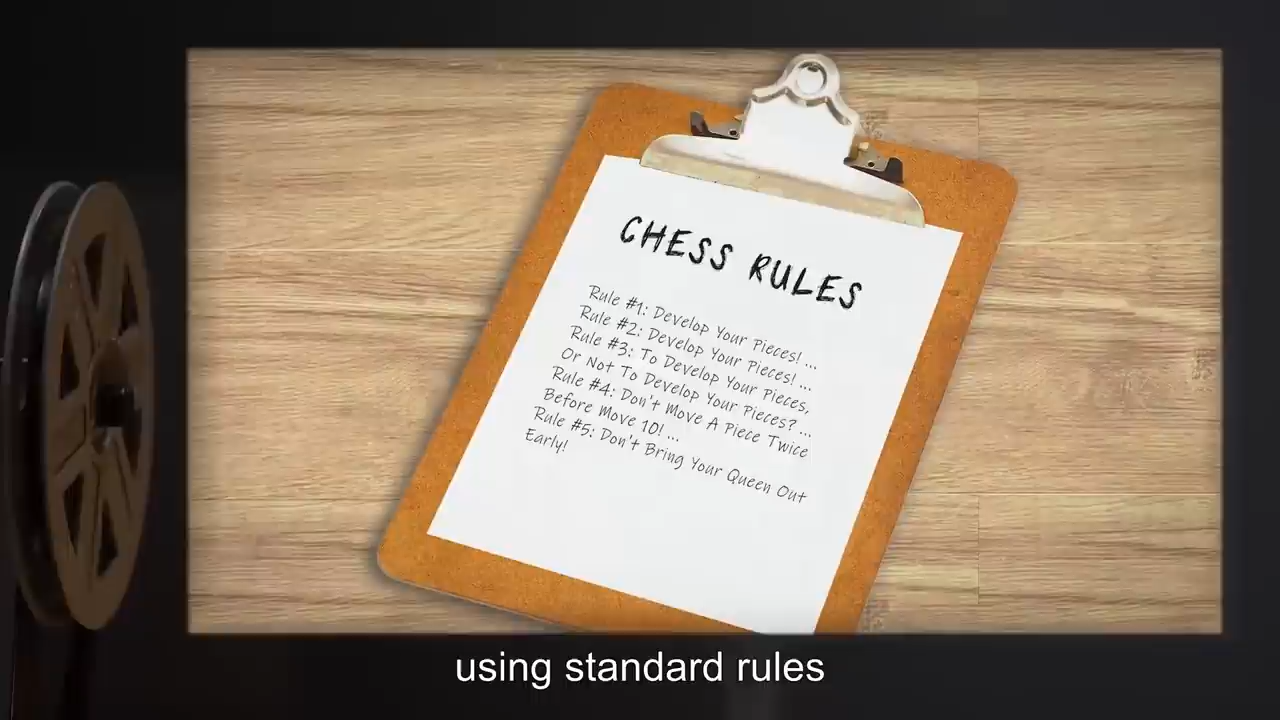 CHESS RULES
Rule #1: Develop Your Pieces! ...
Rule #2: Develop Your Pieces! ...
Rule #3: To Develop Your Pieces,
Or Not To Develop Your Pieces? ...
Rule #4: Don't Move A Piece Twice
Before Move 10! ...
Rule #5: Don't Bring Your Queen Out
Early!
using standard rules